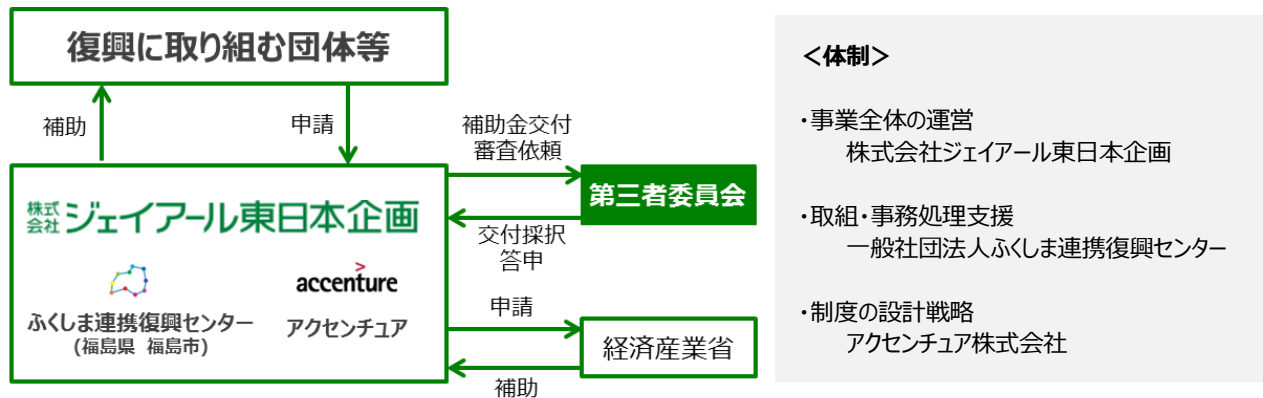 復興に取り組む団体等
補助
申請
補助金交付
審査依頼
第三者委員会
交付採択
答申
株式
会社
ジェイアール東日本企画
accenture
ふくしま連携復興センター
(福島県 福島市)
アクセンチュア
申請
経済産業省
補助
＜体制＞
・事業全体の運営
株式会社ジェイアール東日本企画
・取組・事務処理支援
一般社団法人ふくしま連携復興センター
・制度の設計戦略
アクセンチュア株式会社